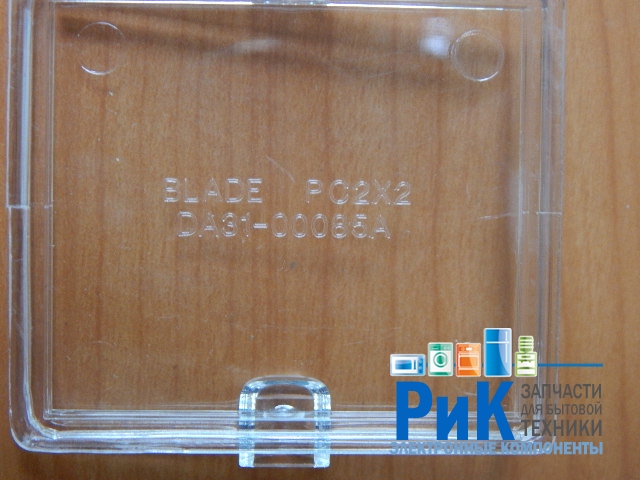 BLADE PC2X2
DA31-00085A
РиК
ЗАПЧАСТИ
ДЛЯ БЫТОВОЙ
ТЕХНИКИ
ЭЛЕКТРОННЫЕ КОМПОНЕНТЫ